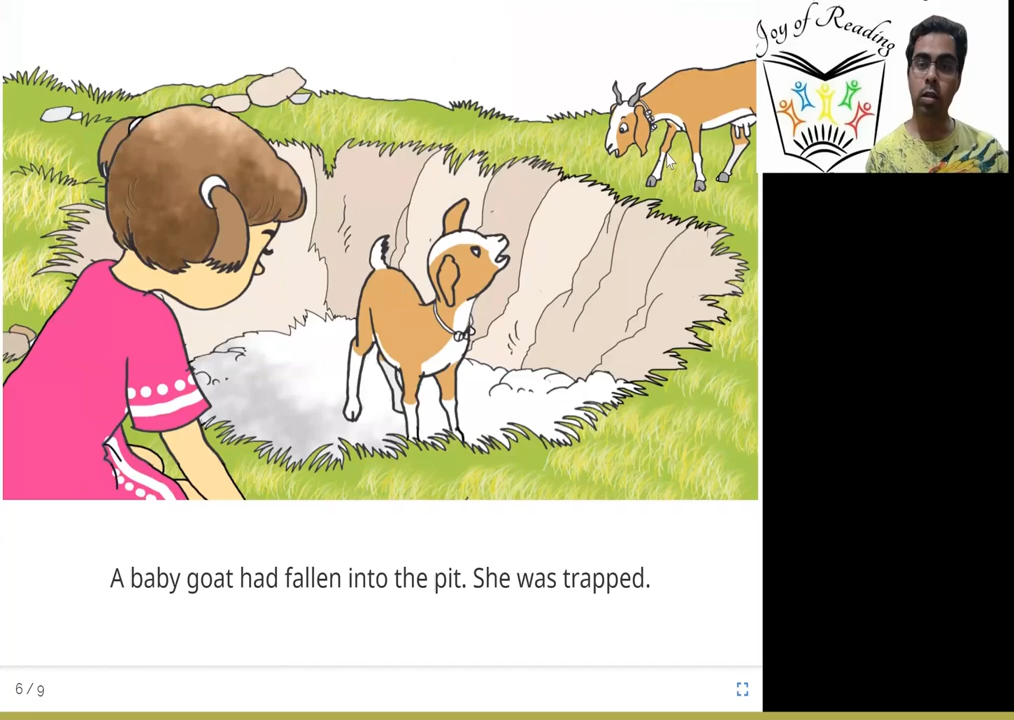 Joy of Reading
A baby goat had fallen into the pit. She was trapped.
6 / 9